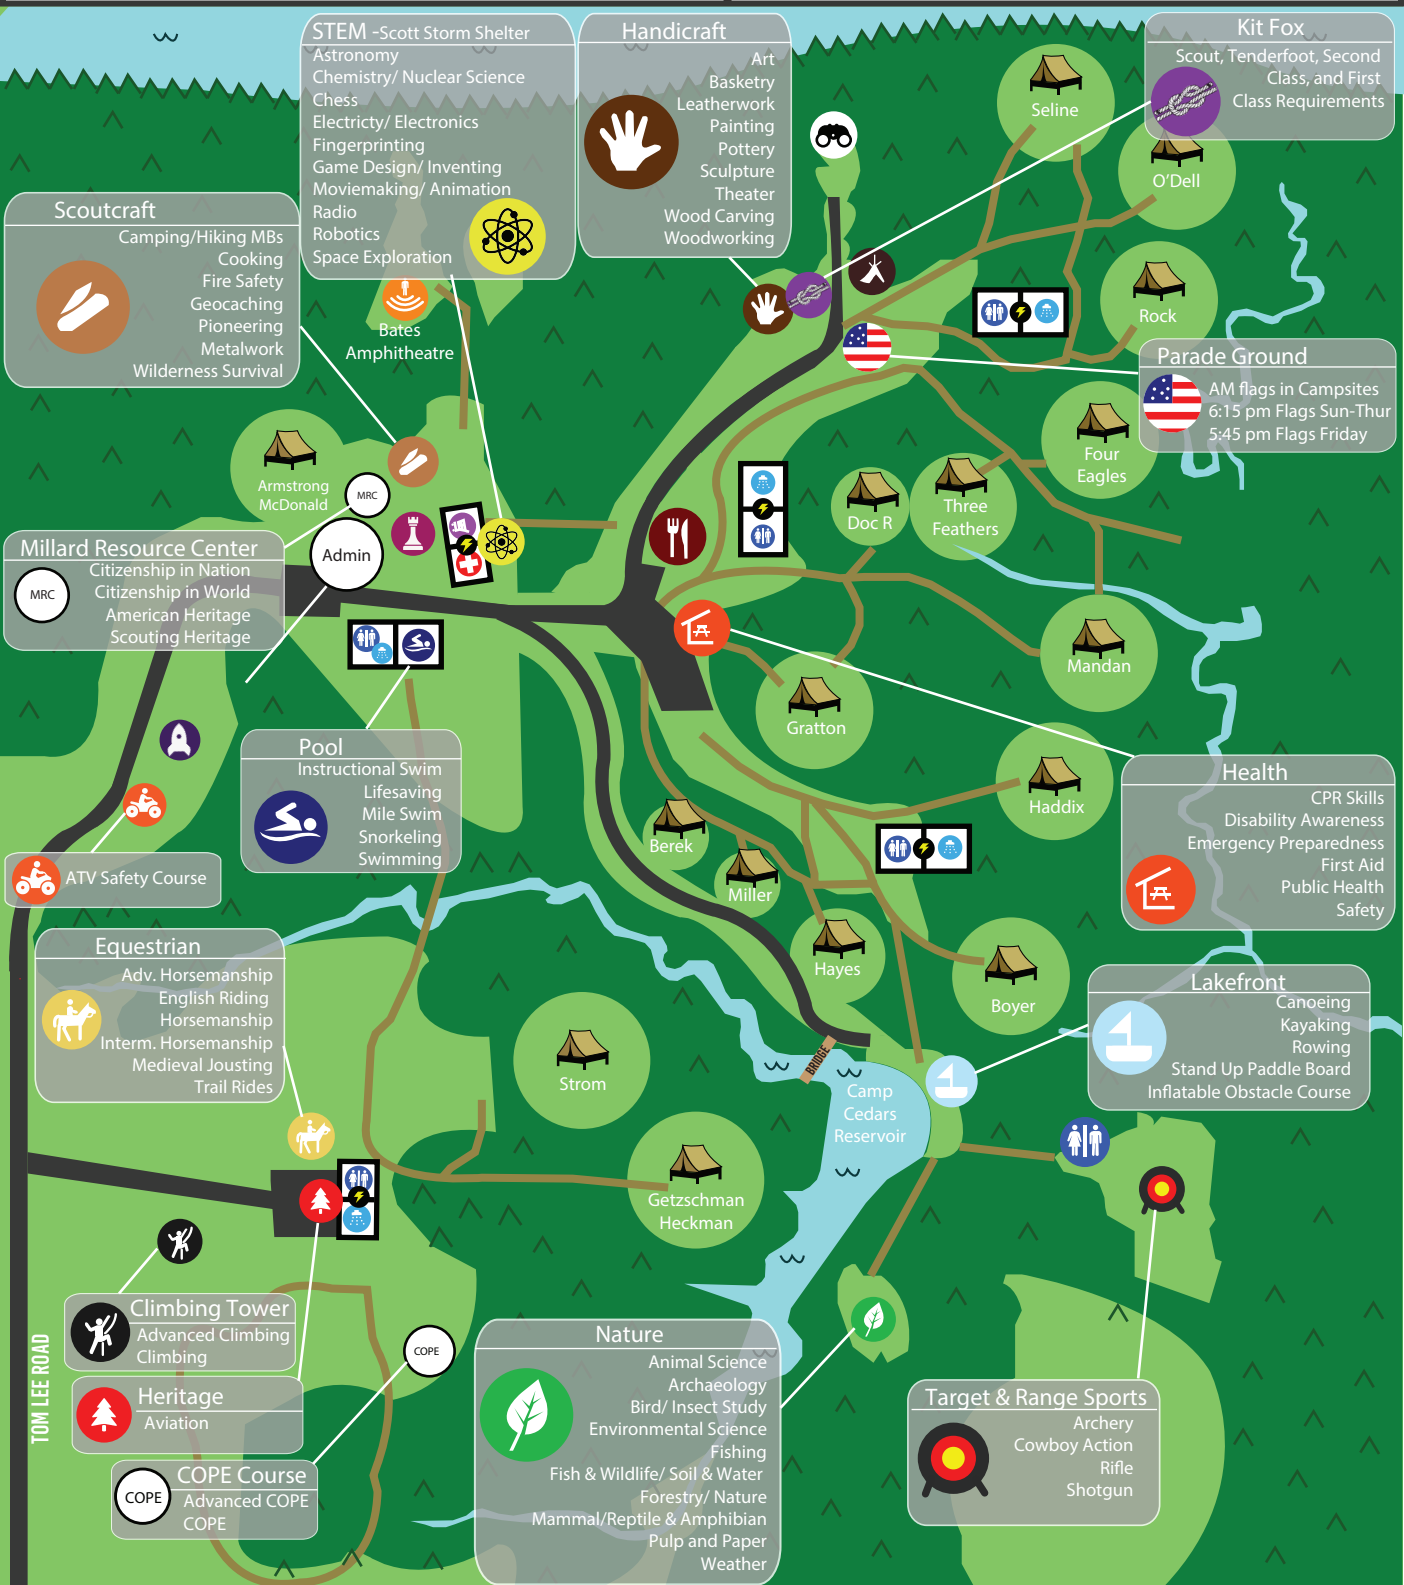 STEM -Scott Storm Shelter
Astronomy
Chemistry/ Nuclear Science
Chess
Electricty/ Electronics
Fingerprinting
Game Design/ Inventing
Moviemaking/ Animation
Radio
Robotics
Space Exploration
Handicraft
Art
Basketry
Leatherwork
Painting
Pottery
Sculpture
Theater
Wood Carving
Woodworking
Kit Fox
Scout, Tenderfoot, Second
Class, and First
Class Requirements
Seline
O'Dell
Rock
Scoutcraft
Camping/Hiking MBs
Cooking
Fire Safety
Geocaching
Pioneering
Metalwork
Wilderness Survival
Bates
Amphitheatre
Parade Ground
AM flags in Campsites
6:15 pm Flags Sun-Thur
5:45 pm Flags Friday
Four
Eagles
Three
Feathers
Doc R
Armstrong
McDonald
MRC
Admin
Millard Resource Center
MRC
Citizenship in Nation
Citizenship in World
American Heritage
Scouting Heritage
Mandan
Gratton
Haddix
Pool
Instructional Swim
Lifesaving
Mile Swim
Snorkeling
Swimming
Health
CPR Skills
Disability Awareness
Emergency Preparedness
First Aid
Public Health
Safety
Berek
Miller
Hayes
Boyer
ATV Safety Course
Equestrian
Adv. Horsemanship
English Riding
Horsemanship
Interm. Horsemanship
Medieval Jousting
Trail Rides
Lakefront
Canoeing
Kayaking
Rowing
Stand Up Paddle Board
Inflatable Obstacle Course
Strom
BRIDGE
Camp
Cedars
Reservoir
Getzschman
Heckman
Climbing Tower
Advanced Climbing
Climbing
TOM LEE ROAD
Heritage
Aviation
COPE
COPE Course
COPE
Advanced COPE
COPE
Nature
Animal Science
Archaeology
Bird/ Insect Study
Environmental Science
Fishing
Fish & Wildlife/ Soil & Water
Forestry/ Nature
Mammal/Reptile & Amphibian
Pulp and Paper
Weather
Target & Range Sports
Archery
Cowboy Action
Rifle
Shotgun